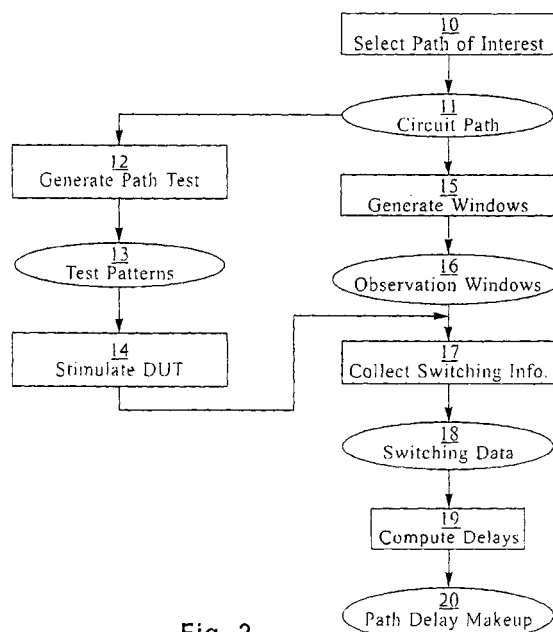 10
Select Path of Interest
11
Circuit Path
12
Generate Path Test
15
Generate Windows
13
Test Patterns
16
Observation Windows
14
Stimulate DUT
17
Collect Switching Info.
18
Switching Data
19
Compute Delays
20
Path Delay Makeup
Fig. 2